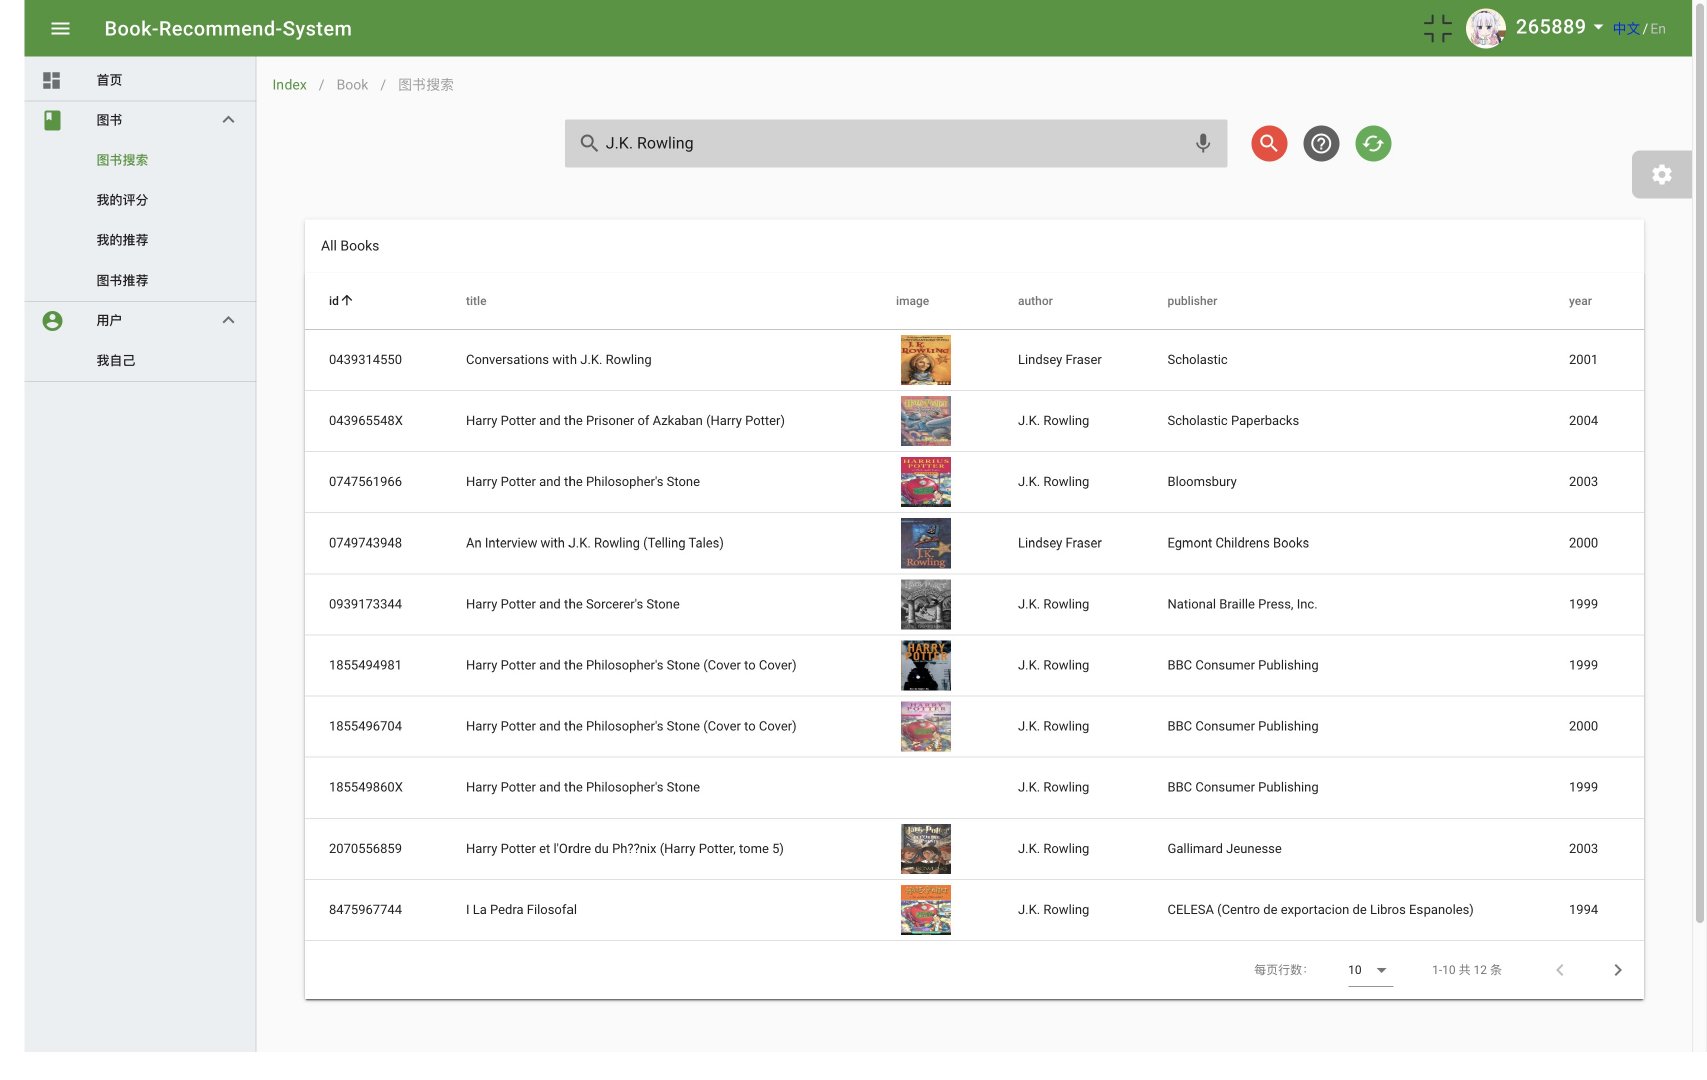 Book-Recommend-System
265889 中文 / En
首页
图书
图书搜索
我的评分
我的推荐
图书推荐
用户
我自己
Index / Book / 图书搜索
J.K. Rowling
All Books
id title image author publisher year
0439314550 Conversations with J.K. Rowling Lindsey Fraser Scholastic 2001
043965548X Harry Potter and the Prisoner of Azkaban (Harry Potter) J.K. Rowling Scholastic Paperbacks 2004
0747561966 Harry Potter and the Philosopher's Stone J.K. Rowling Bloomsbury 2003
0749743948 An Interview with J.K. Rowling (Telling Tales) Lindsey Fraser Egmont Childrens Books 2000
0939173344 Harry Potter and the Sorcerer's Stone J.K. Rowling National Braille Press, Inc. 1999
1855494981 Harry Potter and the Philosopher's Stone (Cover to Cover) J.K. Rowling BBC Consumer Publishing 1999
1855496704 Harry Potter and the Philosopher's Stone (Cover to Cover) J.K. Rowling BBC Consumer Publishing 2000
185549860X Harry Potter and the Philosopher's Stone J.K. Rowling BBC Consumer Publishing 1999
2070556859 Harry Potter et l'Ordre du Ph??nix (Harry Potter, tome 5) J.K. Rowling Gallimard Jeunesse 2003
8475967744 I La Pedra Filosofal J.K. Rowling CELESA (Centro de exportacion de Libros Espanoles) 1994
每页行数: 10 1-10 共 12 条